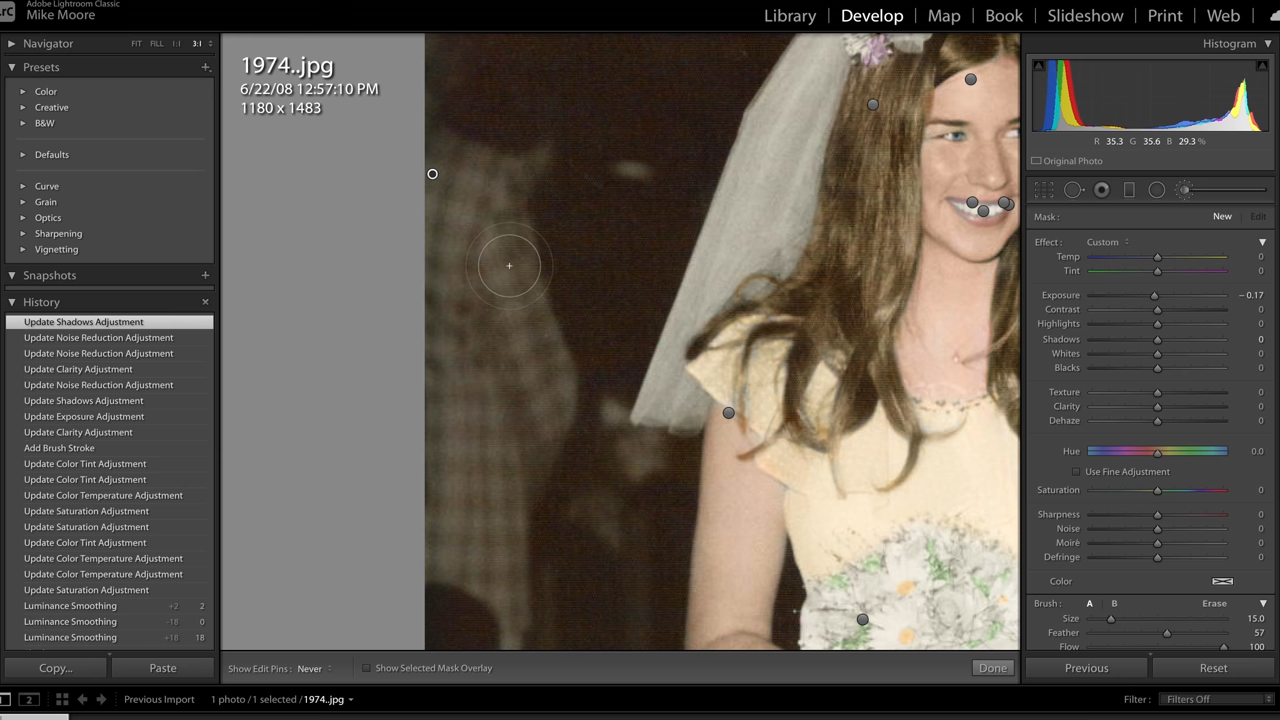 rC
Adobe Lightroom Classic
Mike Moore
Library | Develop | Map | Book | Slideshow | Print | Web |
Navigator FIT FILL 1:1 3:1
Presets +
Color
Creative
B&W
Defaults
Curve
Grain
Optics
Sharpening
Vignetting
Snapshots +
History ×
Update Shadows Adjustment
Update Noise Reduction Adjustment
Update Noise Reduction Adjustment
Update Clarity Adjustment
Update Noise Reduction Adjustment
Update Shadows Adjustment
Update Exposure Adjustment
Update Clarity Adjustment
Add Brush Stroke
Update Color Tint Adjustment
Update Color Tint Adjustment
Update Color Temperature Adjustment
Update Saturation Adjustment
Update Saturation Adjustment
Update Color Tint Adjustment
Update Color Temperature Adjustment
Update Color Temperature Adjustment
Update Saturation Adjustment
Luminance Smoothing +2 2
Luminance Smoothing -18 0
Luminance Smoothing +18 18
Copy... Paste
1974..jpg
6/22/08 12:57:10 PM
1180 x 1483
Show Edit Pins : Never Show Selected Mask Overlay Done
Histogram
R 35.3 G 35.6 B 29.3 %
Original Photo
Mask : New Edit
Effect : Custom
Temp 0
Tint 0
Exposure – 0.17
Contrast 0
Highlights 0
Shadows 0
Whites 0
Blacks 0
Texture 0
Clarity 0
Dehaze 0
Hue 0.0
Use Fine Adjustment
Saturation 0
Sharpness 0
Noise 0
Moiré 0
Defringe 0
Color
Brush : A B Erase
Size 15.0
Feather 57
Flow 100
Previous Reset
2 Previous Import 1 photo / 1 selected / 1974..jpg Filter : Filters Off